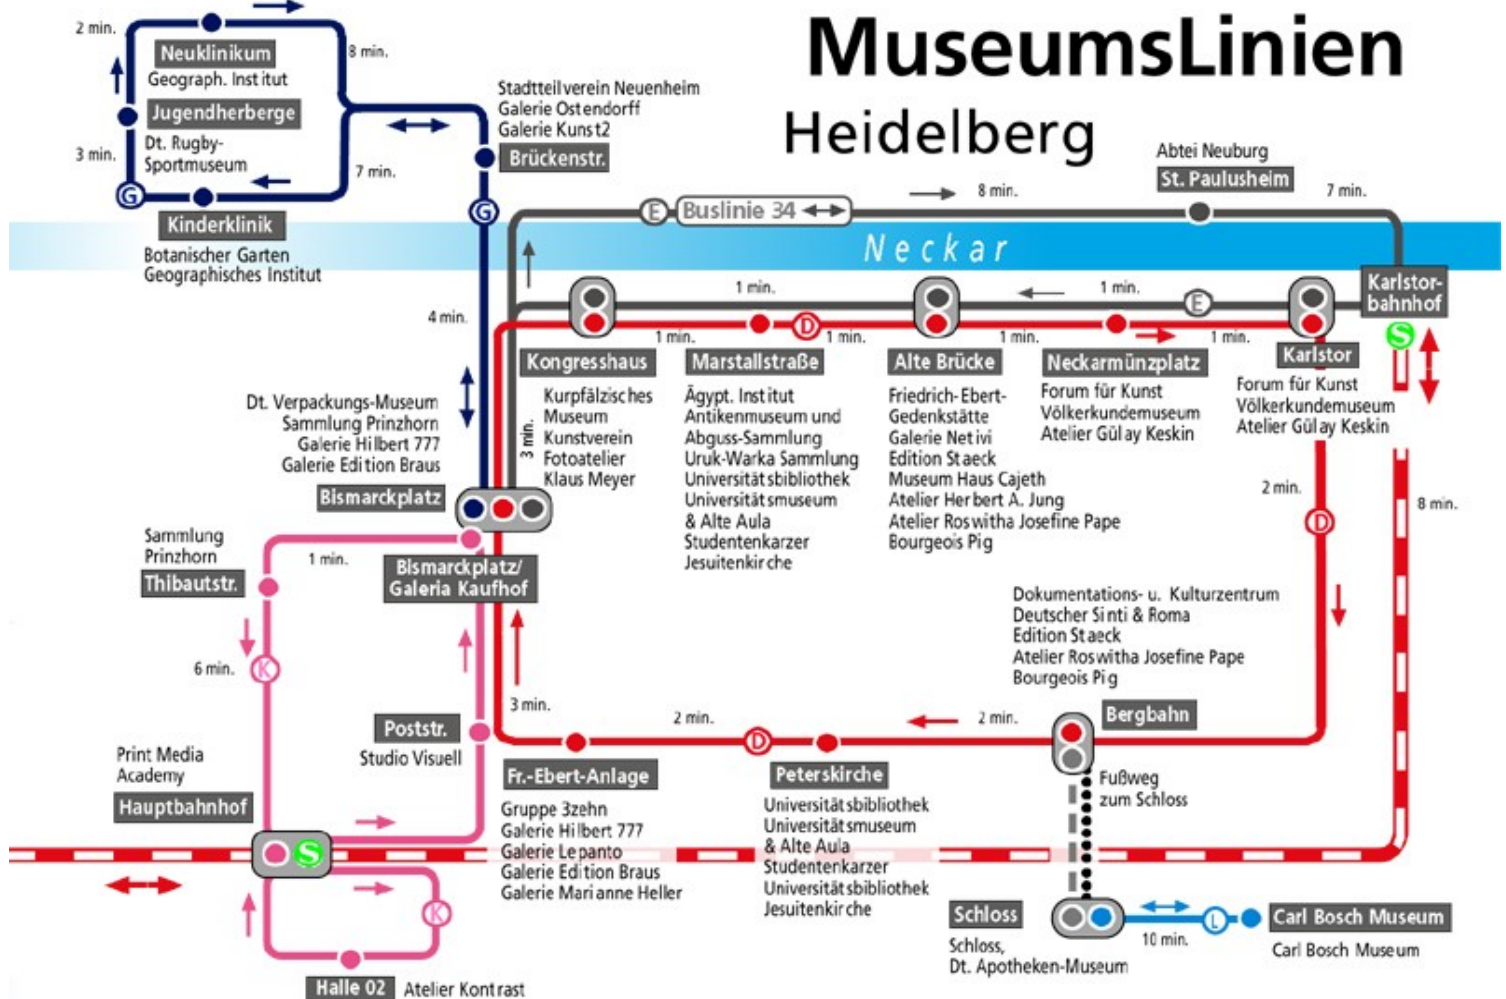 MuseumsLinien
Heidelberg
2 min.
Neuklinikum
Geograph. Institut
8 min.
Jugendherberge
Dt. Rugby-
Sportmuseum
3 min.
7 min.
G
Kinderklinik
Botanischer Garten
Geographisches Institut
Stadtteilverein Neuenheim
Galerie Ostendorff
Galerie Kunst2
Brückenstr.
G
E
Buslinie 34
8 min.
Abtei Neuburg
St. Paulusheim
7 min.
Neckar
Karlstor-
bahnhof
S
4 min.
1 min.
1 min.
E
1 min.
D
1 min.
1 min.
1 min.
Kongresshaus
Kurpfälzisches
Museum
Kunstverein
Fotoatelier
Klaus Meyer
3 min.
Marstallstraße
Ägypt. Institut
Antikenmuseum und
Abguss-Sammlung
Uruk-Warka Sammlung
Universitätsbibliothek
Universitätsmuseum
& Alte Aula
Studentenkarzer
Jesuitenkirche
Alte Brücke
Friedrich-Ebert-
Gedenkstätte
Galerie Netivi
Edition Staeck
Museum Haus Cajeth
Atelier Herbert A. Jung
Atelier Roswitha Josefine Pape
Bourgeois Pig
Neckarmünzplatz
Forum für Kunst
Völkerkundemuseum
Atelier Gülay Keskin
Karlstor
Forum für Kunst
Völkerkundemuseum
Atelier Gülay Keskin
2 min.
D
8 min.
Dt. Verpackungs-Museum
Sammlung Prinzhorn
Galerie Hilbert 777
Galerie Edition Braus
Bismarckplatz
Sammlung
Prinzhorn
Thibautstr.
1 min.
Bismarckplatz/
Galeria Kaufhof
6 min.
K
Poststr.
Studio Visuell
Print Media
Academy
Hauptbahnhof
S
K
Halle 02
Atelier Kontrast
3 min.
2 min.
D
2 min.
Fr.-Ebert-Anlage
Gruppe 3zehn
Galerie Hilbert 777
Galerie Lepanto
Galerie Edition Braus
Galerie Marianne Heller
Peterskirche
Universitätsbibliothek
Universitätsmuseum
& Alte Aula
Studentenkarzer
Universitätsbibliothek
Jesuitenkirche
Dokumentations- u. Kulturzentrum
Deutscher Sinti & Roma
Edition Staeck
Atelier Roswitha Josefine Pape
Bourgeois Pig
Bergbahn
Fußweg
zum Schloss
Schloss
Schloss,
Dt. Apotheken-Museum
L
10 min.
Carl Bosch Museum
Carl Bosch Museum